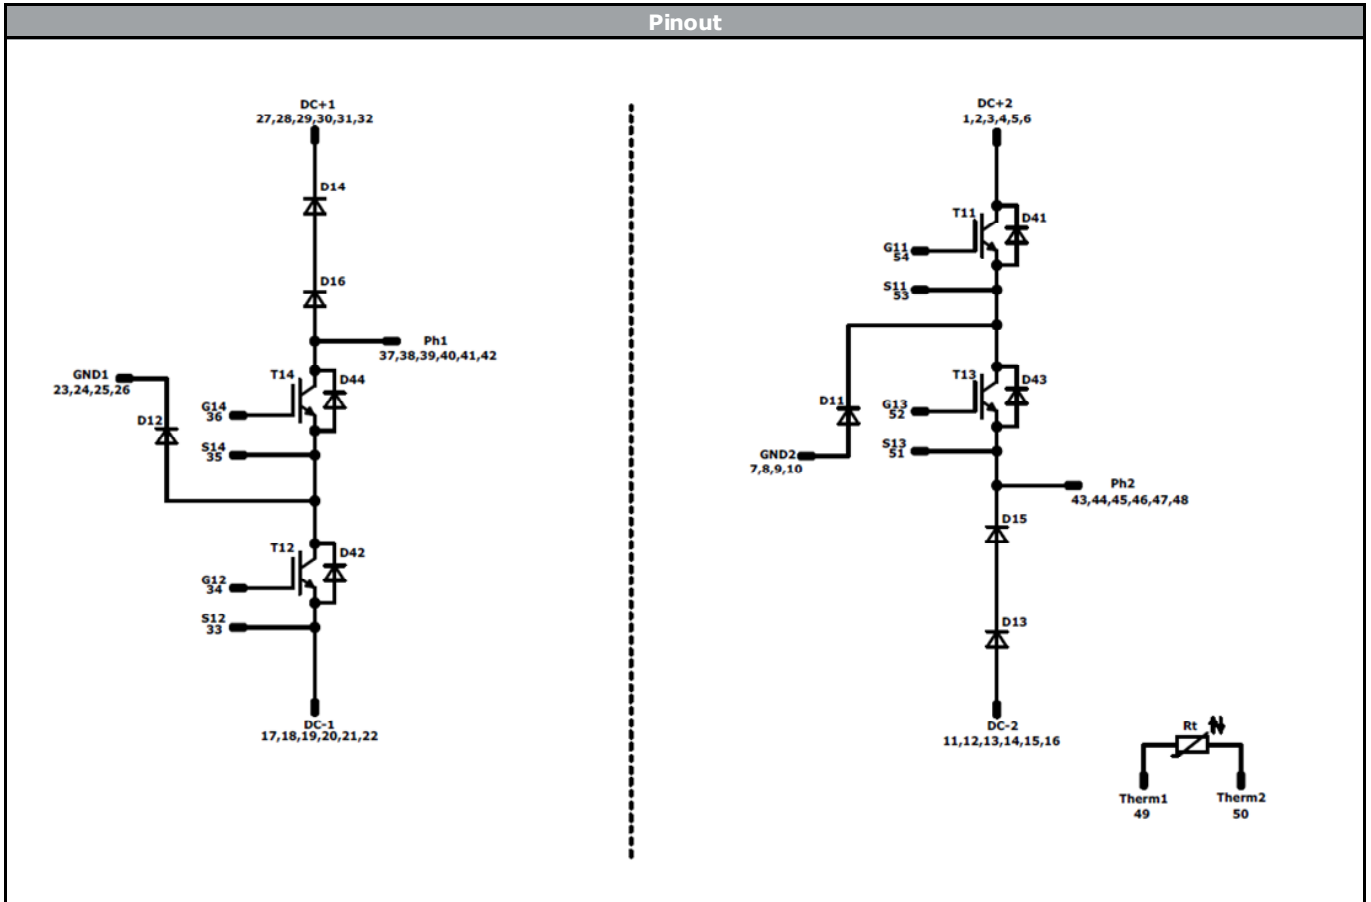 Pinout
DC+1
27,28,29,30,31,32
D14
D16
Ph1
37,38,39,40,41,42
GND1
23,24,25,26
T14
D44
G14
36
D12
S14
35
T12
D42
G12
34
S12
33
DC-1
17,18,19,20,21,22
DC+2
1,2,3,4,5,6
T11
D41
G11
54
S11
53
T13
D43
D11
G13
52
S13
51
GND2
7,8,9,10
Ph2
43,44,45,46,47,48
D15
D13
DC-2
11,12,13,14,15,16
Rt
Therm1
49
Therm2
50